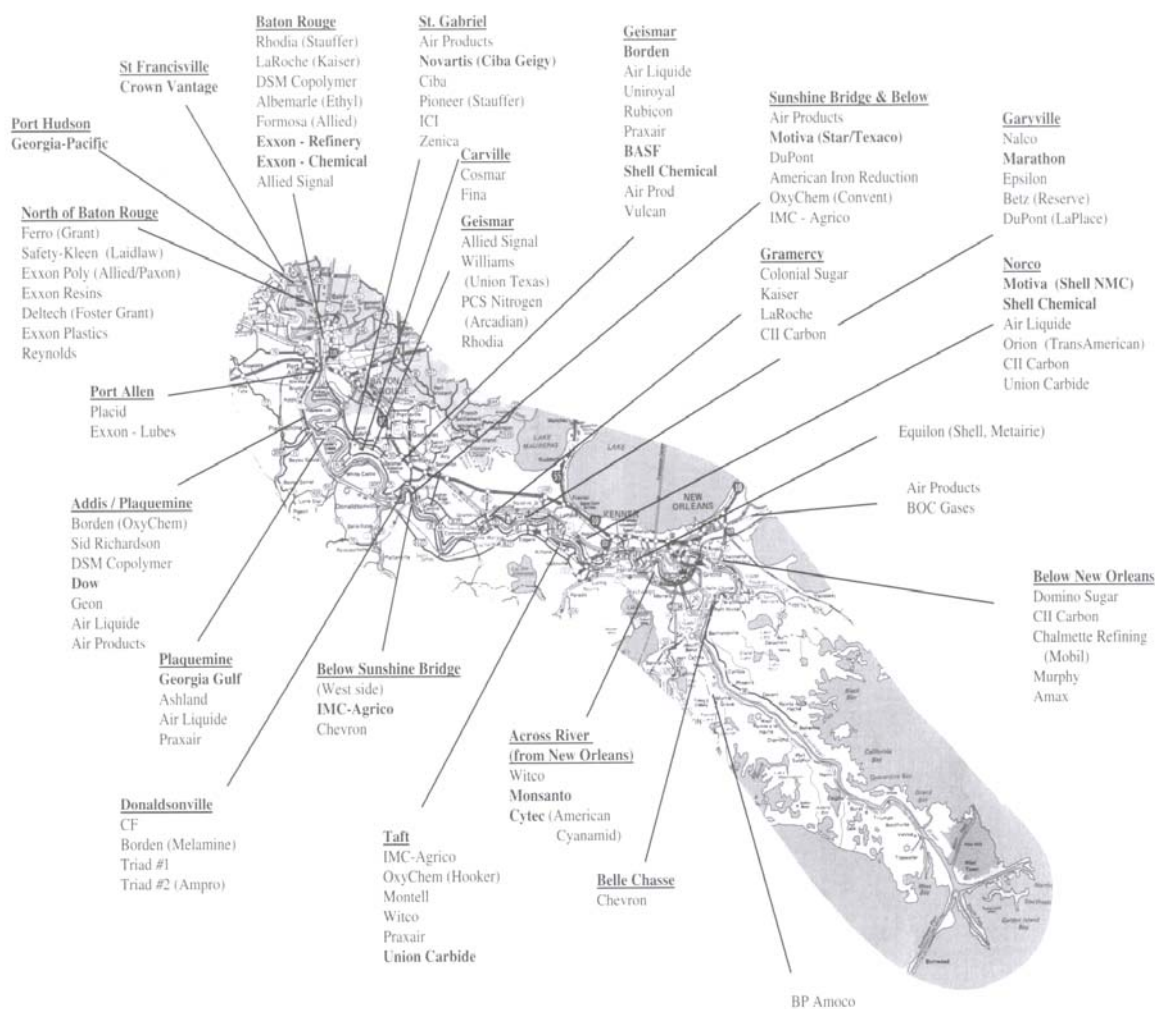 Baton Rouge
Rhodia (Stauffer)
LaRoche (Kaiser)
DSM Copolymer
Albemarle (Ethyl)
Formosa (Allied)
Exxon - Refinery
Exxon - Chemical
Allied Signal
St. Gabriel
Air Products
Novartis (Ciba Geigy)
Ciba
Pioneer (Stauffer)
ICI
Zenica
Geismar
Borden
Air Liquide
Uniroyal
Rubicon
Praxair
BASF
Shell Chemical
Air Prod
Vulcan
St Francisville
Crown Vantage
Sunshine Bridge & Below
Air Products
Motiva (Star/Texaco)
DuPont
American Iron Reduction
OxyChem (Convent)
IMC - Agrico
Garyville
Nalco
Marathon
Epsilon
Betz (Reserve)
DuPont (LaPlace)
Port Hudson
Georgia-Pacific
Carville
Cosmar
Fina
North of Baton Rouge
Ferro (Grant)
Safety-Kleen (Laidlaw)
Exxon Poly (Allied/Paxon)
Exxon Resins
Deltech (Foster Grant)
Exxon Plastics
Reynolds
Geismar
Allied Signal
Williams
(Union Texas)
PCS Nitrogen
(Arcadian)
Rhodia
Gramercy
Colonial Sugar
Kaiser
LaRoche
CII Carbon
Norco
Motiva (Shell NMC)
Shell Chemical
Air Liquide
Orion (TransAmerican)
CII Carbon
Union Carbide
Port Allen
Placid
Exxon - Lubes
Equilon (Shell, Metairie)
Air Products
BOC Gases
LAKE
MAUREPAS
LAKE
NEW
ORLEANS
KENNER
Addis / Plaquemine
Borden (OxyChem)
Sid Richardson
DSM Copolymer
Dow
Geon
Air Liquide
Air Products
Below New Orleans
Domino Sugar
CII Carbon
Chalmette Refining
(Mobil)
Murphy
Amax
Plaquemine
Georgia Gulf
Ashland
Air Liquide
Praxair
Below Sunshine Bridge
(West side)
IMC-Agrico
Chevron
Across River
(from New Orleans)
Witco
Monsanto
Cytec (American
Cyanamid)
Donaldsonville
CF
Borden (Melamine)
Triad #1
Triad #2 (Ampro)
Taft
IMC-Agrico
OxyChem (Hooker)
Montell
Witco
Praxair
Union Carbide
Belle Chasse
Chevron
BP Amoco